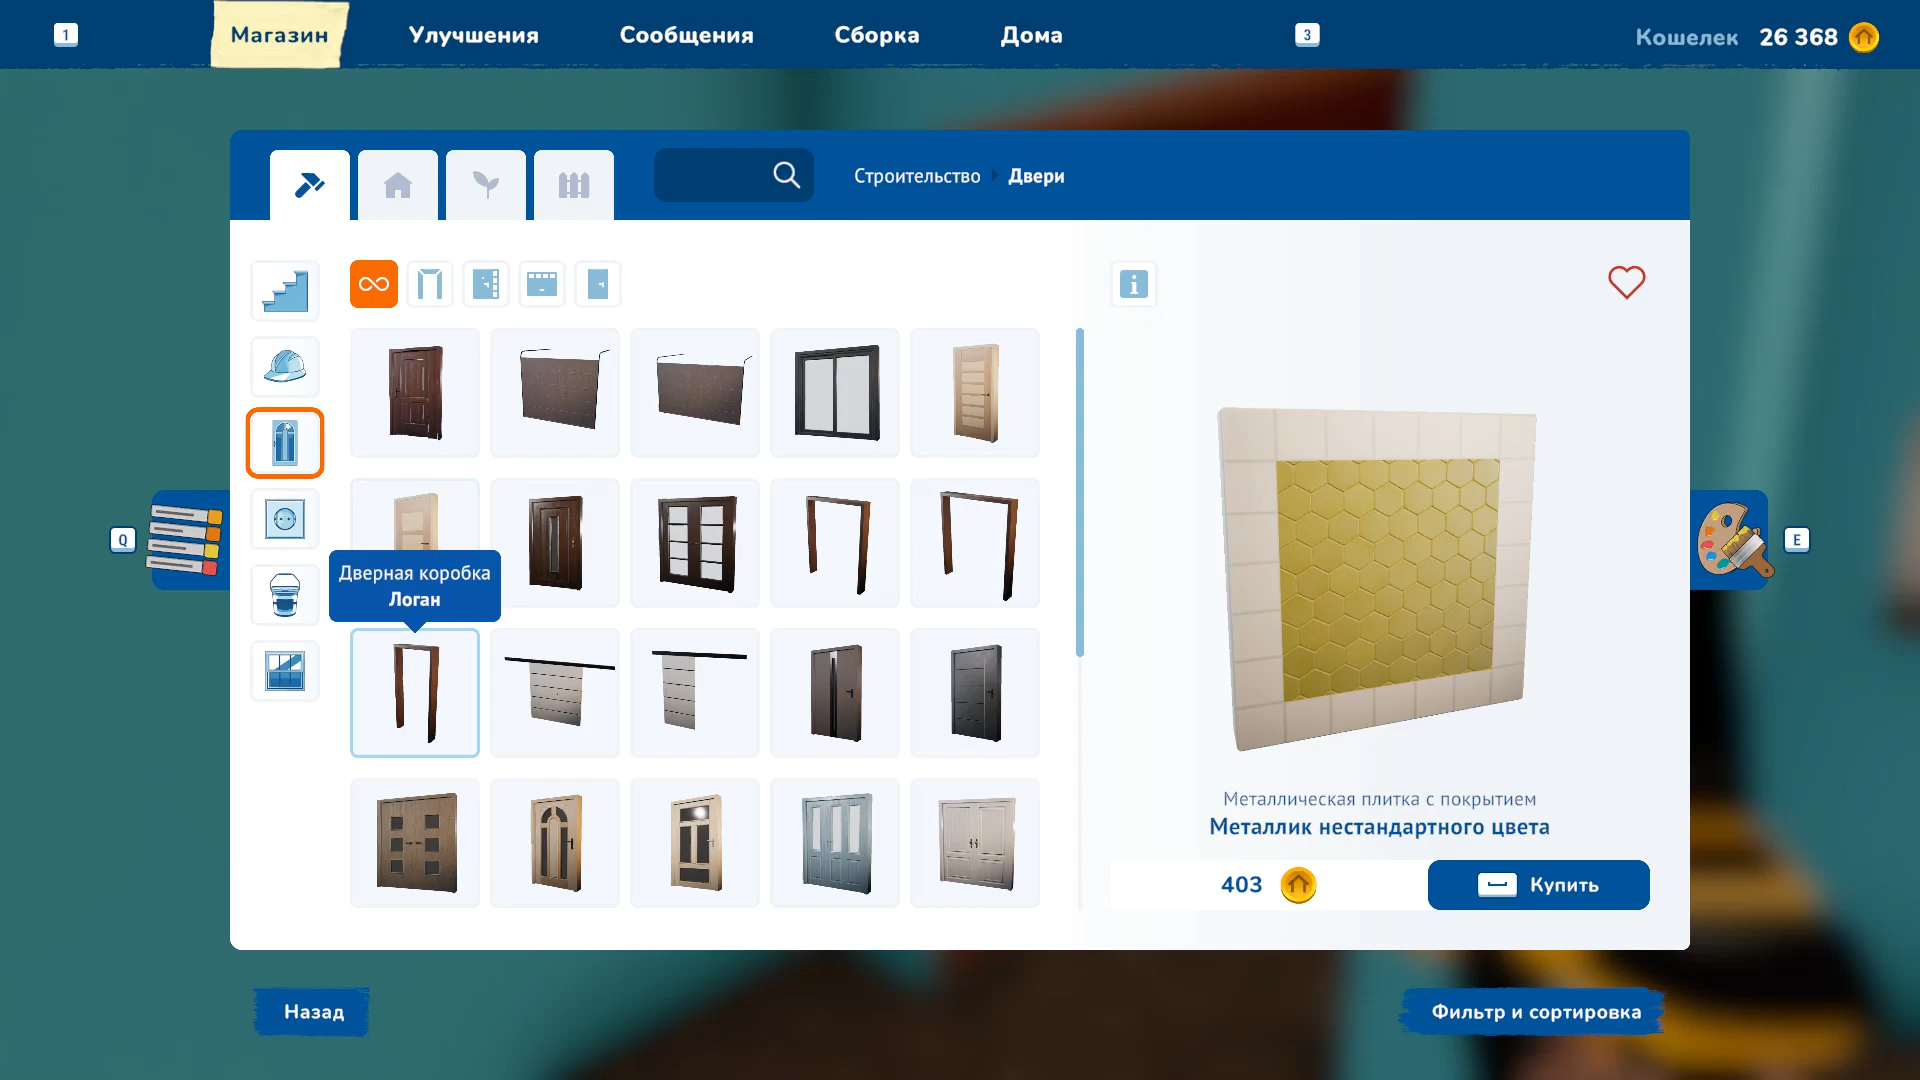 1
Магазин
Улучшения
Сообщения
Сборка
Дома
3
Кошелек 26 368
Строительство Двери
i
Q
E
Дверная коробка
Логан
Металлическая плитка с покрытием
Металлик нестандартного цвета
403
Купить
Назад
Фильтр и сортировка